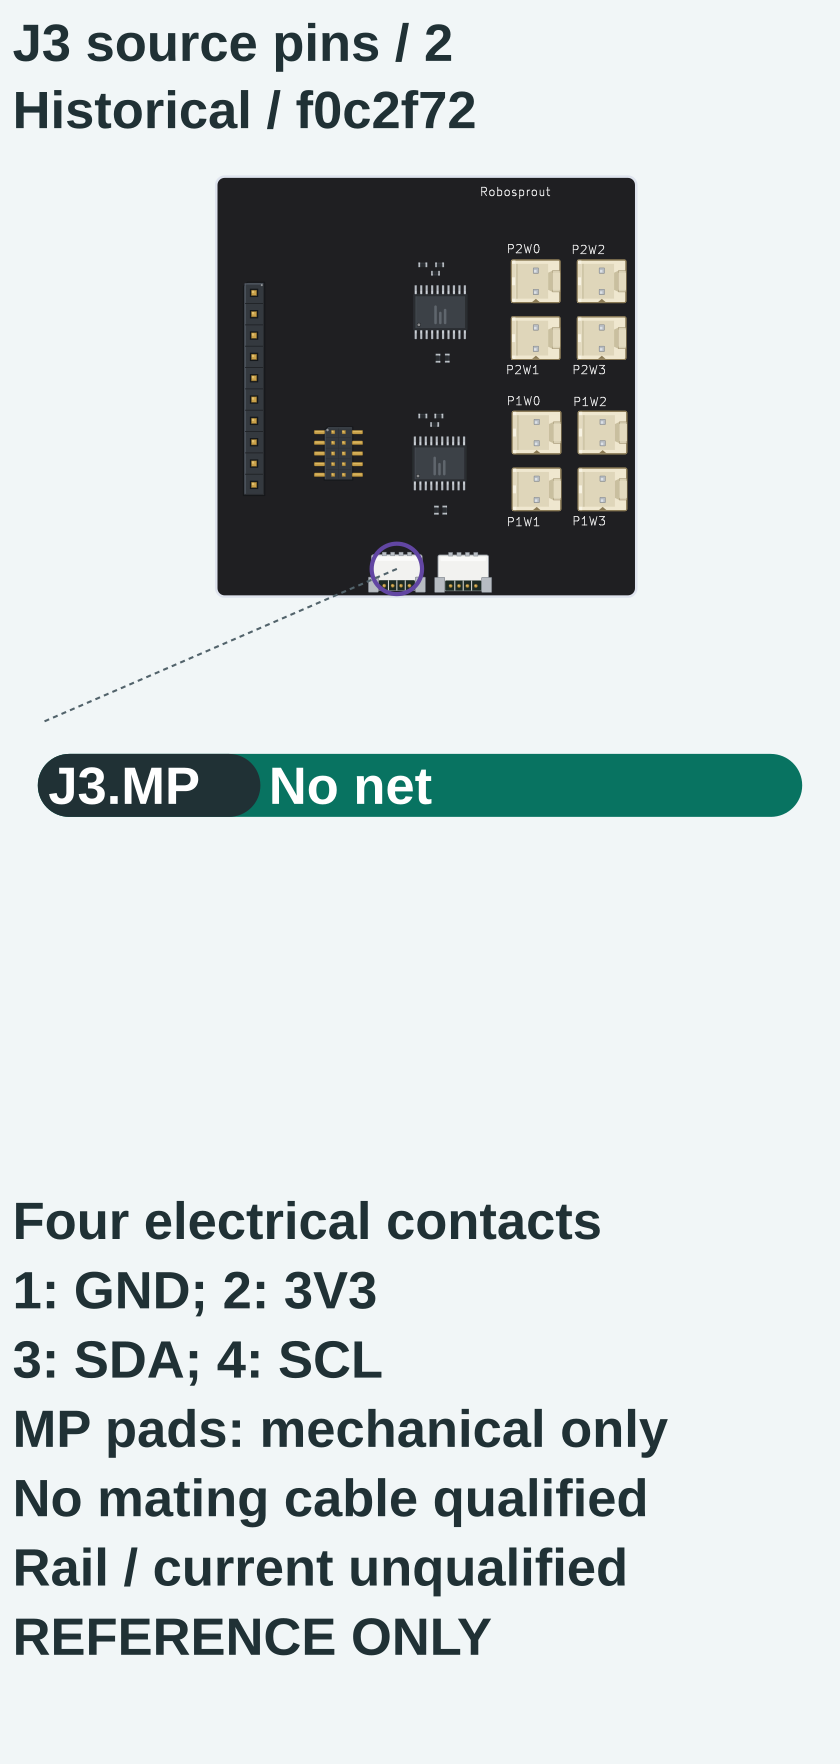 J3 source pins / 2
Historical / f0c2f72
Robosprout
P2W0 P2W2
P2W1 P2W3
P1W0 P1W2
P1W1 P1W3
J3.MP No net
Four electrical contacts
1: GND; 2: 3V3
3: SDA; 4: SCL
MP pads: mechanical only
No mating cable qualified
Rail / current unqualified
REFERENCE ONLY